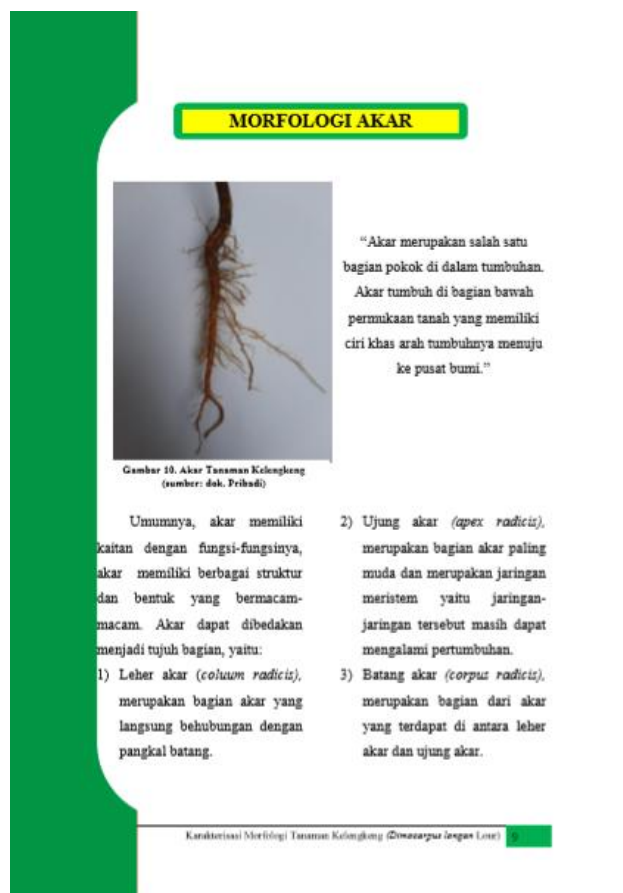 MORFOLOGI AKAR
“Akar merupakan salah satu
bagian pokok di dalam tumbuhan.
Akar tumbuh di bagian bawah
permukaan tanah yang memiliki
ciri khas arah tumbuhnya menuju
ke pusat bumi.”
Gambar 10. Akar Tanaman Kelengkeng
(sumber: dok. Pribadi)
Umumnya, akar memiliki
kaitan dengan fungsi-fungsinya,
akar memiliki berbagai struktur
dan bentuk yang bermacam-
macam. Akar dapat dibedakan
menjadi tujuh bagian, yaitu:
1) Leher akar (coluum radicis),
merupakan bagian akar yang
langsung behubungan dengan
pangkal batang.
2) Ujung akar (apex radicis),
merupakan bagian akar paling
muda dan merupakan jaringan
meristem yaitu jaringan-
jaringan tersebut masih dapat
mengalami pertumbuhan.
3) Batang akar (corpus radicis),
merupakan bagian dari akar
yang terdapat di antara leher
akar dan ujung akar.
Karakterisasi Morfologi Tanaman Kelengkeng (Dimocarpus longan Lour) 9